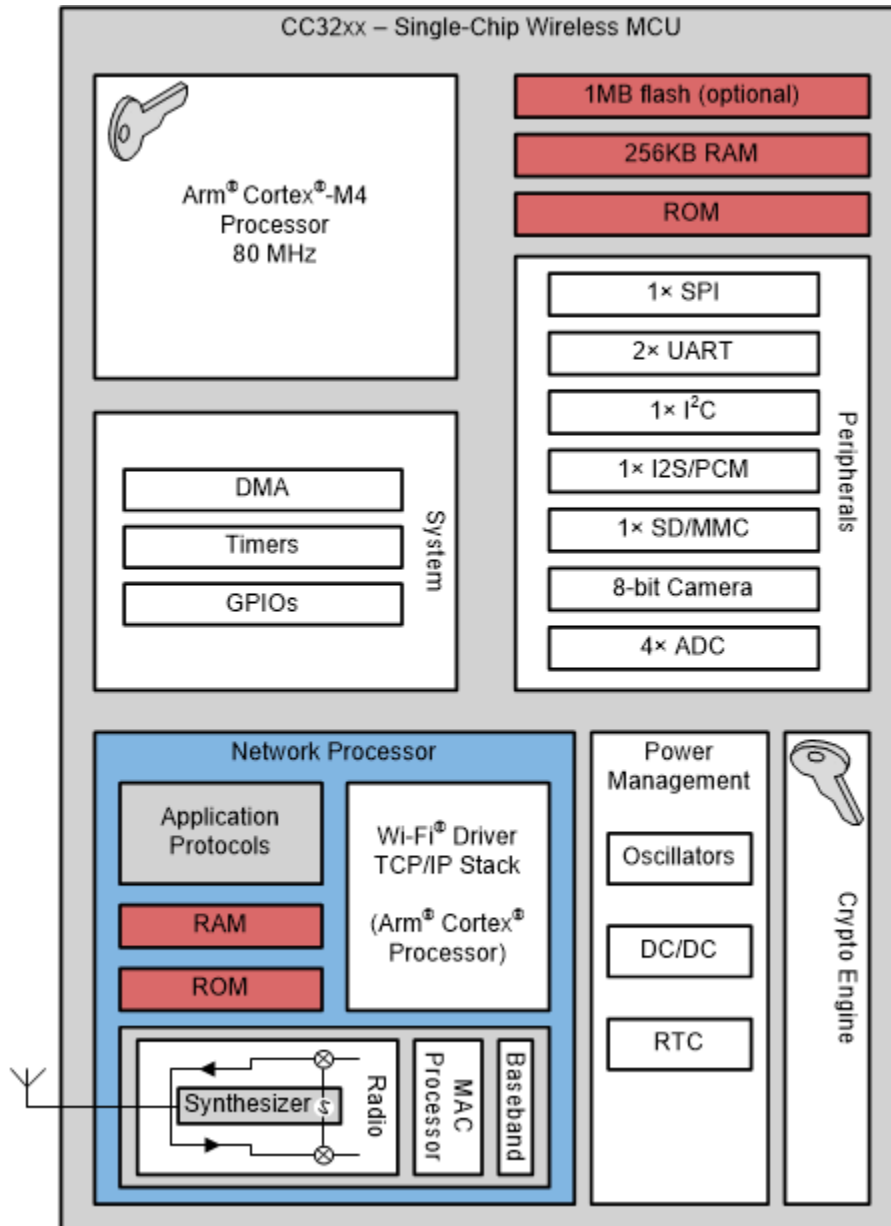 CC32xx – Single-Chip Wireless MCU
Arm® Cortex®-M4
Processor
80 MHz
1MB flash (optional)
256KB RAM
ROM
1× SPI
2× UART
1× I²C
1× I2S/PCM
1× SD/MMC
8-bit Camera
4× ADC
Peripherals
DMA
Timers
GPIOs
System
Network Processor
Application
Protocols
RAM
ROM
Wi-Fi® Driver
TCP/IP Stack
(Arm® Cortex®
Processor)
Synthesizer
Radio
MAC
Processor
Baseband
Power
Management
Oscillators
DC/DC
RTC
Crypto Engine